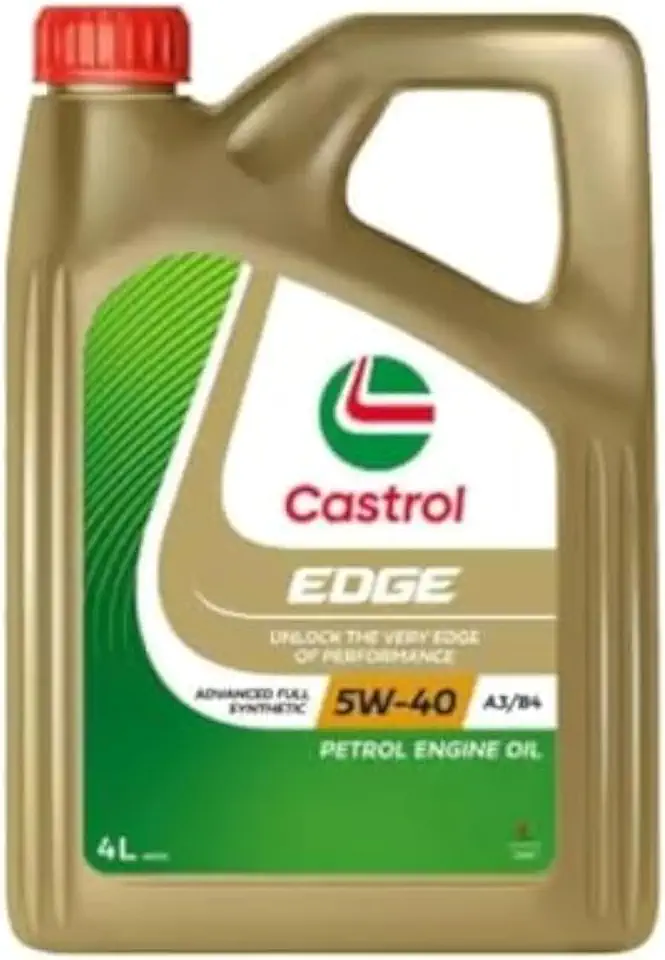 Castrol
EDGE
UNLOCK THE VERY EDGE
OF PERFORMANCE
ADVANCED FULL
SYNTHETIC
5W-40
A3/B4
PETROL ENGINE OIL
4L